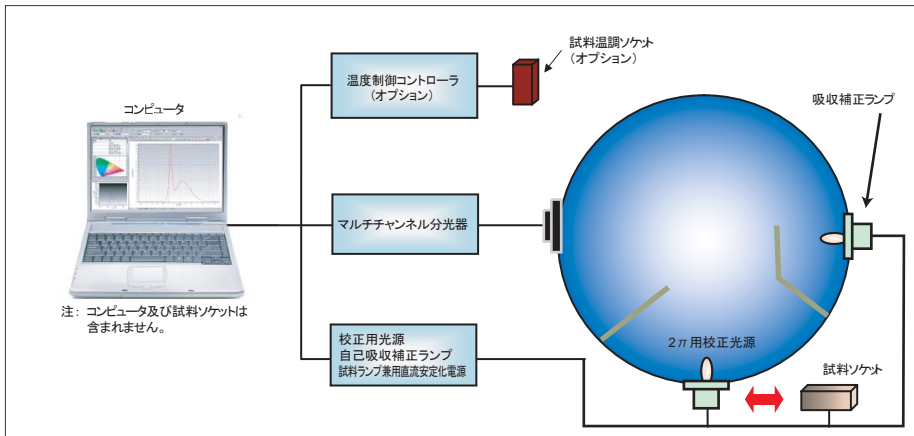 試料温調ソケット
(オプション)
温度制御コントローラ
(オプション)
コンピュータ
吸収補正ランプ
マルチチャンネル分光器
注: コンピュータ及び試料ソケットは
含まれません。
校正用光源
自己吸収補正ランプ
試料ランプ兼用直流安定化電源
2π用校正光源
試料ソケット